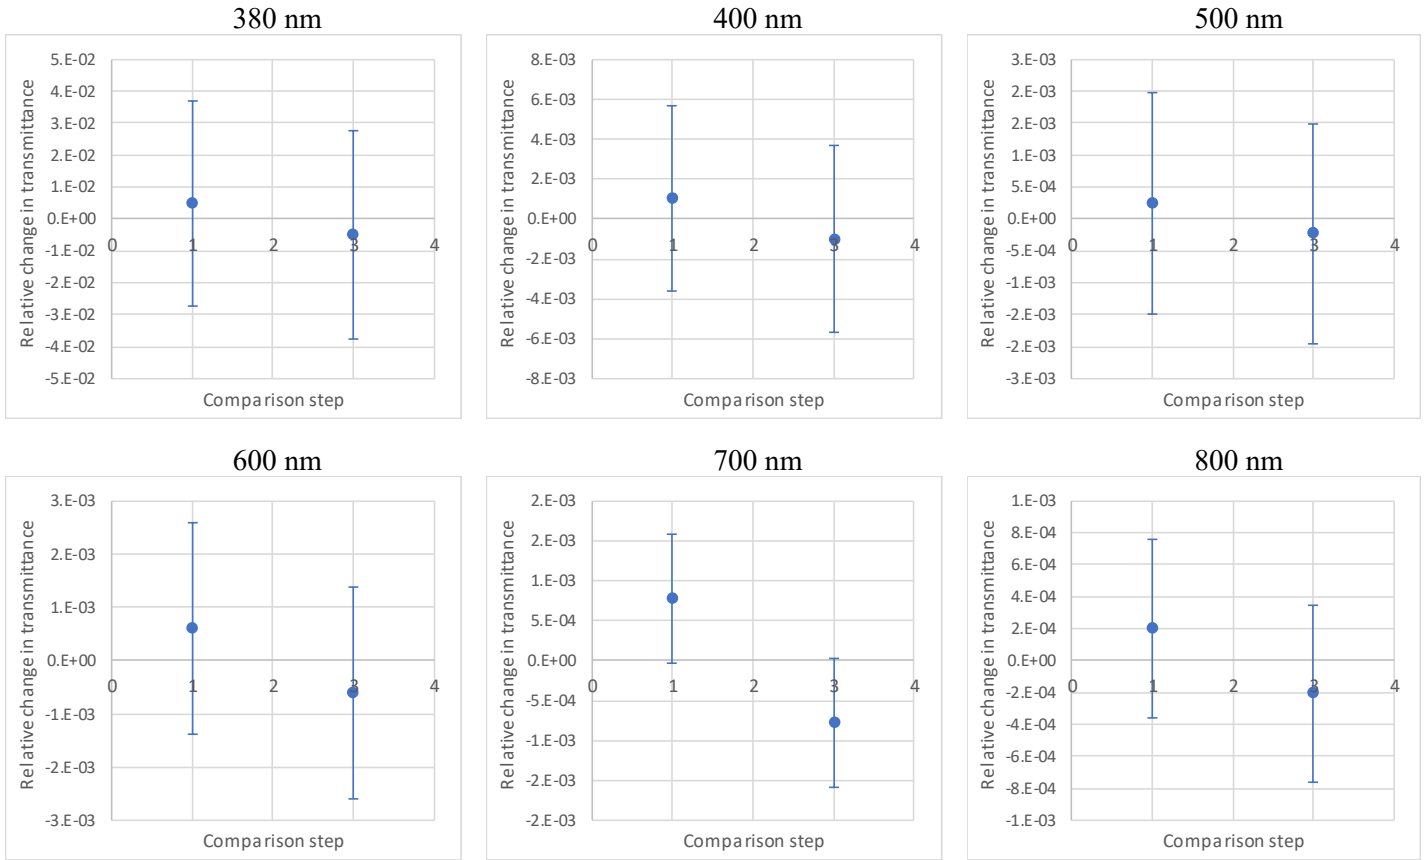 380 nm
5.E-02
4.E-02
3.E-02
2.E-02
1.E-02
0.E+00
-1.E-02
-2.E-02
-3.E-02
-4.E-02
-5.E-02
0 1 2 3 4
Relative change in transmittance
Comparison step
400 nm
8.E-03
6.E-03
4.E-03
2.E-03
0.E+00
-2.E-03
-4.E-03
-6.E-03
-8.E-03
0 1 2 3 4
Relative change in transmittance
Comparison step
500 nm
3.E-03
2.E-03
2.E-03
1.E-03
5.E-04
0.E+00
-5.E-04
-1.E-03
-2.E-03
-2.E-03
-3.E-03
0 1 2 3 4
Relative change in transmittance
Comparison step
600 nm
3.E-03
2.E-03
1.E-03
0.E+00
-1.E-03
-2.E-03
-3.E-03
0 1 2 3 4
Relative change in transmittance
Comparison step
700 nm
2.E-03
2.E-03
1.E-03
5.E-04
0.E+00
-5.E-04
-1.E-03
-2.E-03
-2.E-03
0 1 2 3 4
Relative change in transmittance
Comparison step
800 nm
1.E-03
8.E-04
6.E-04
4.E-04
2.E-04
0.E+00
-2.E-04
-4.E-04
-6.E-04
-8.E-04
-1.E-03
0 1 2 3 4
Relative change in transmittance
Comparison step